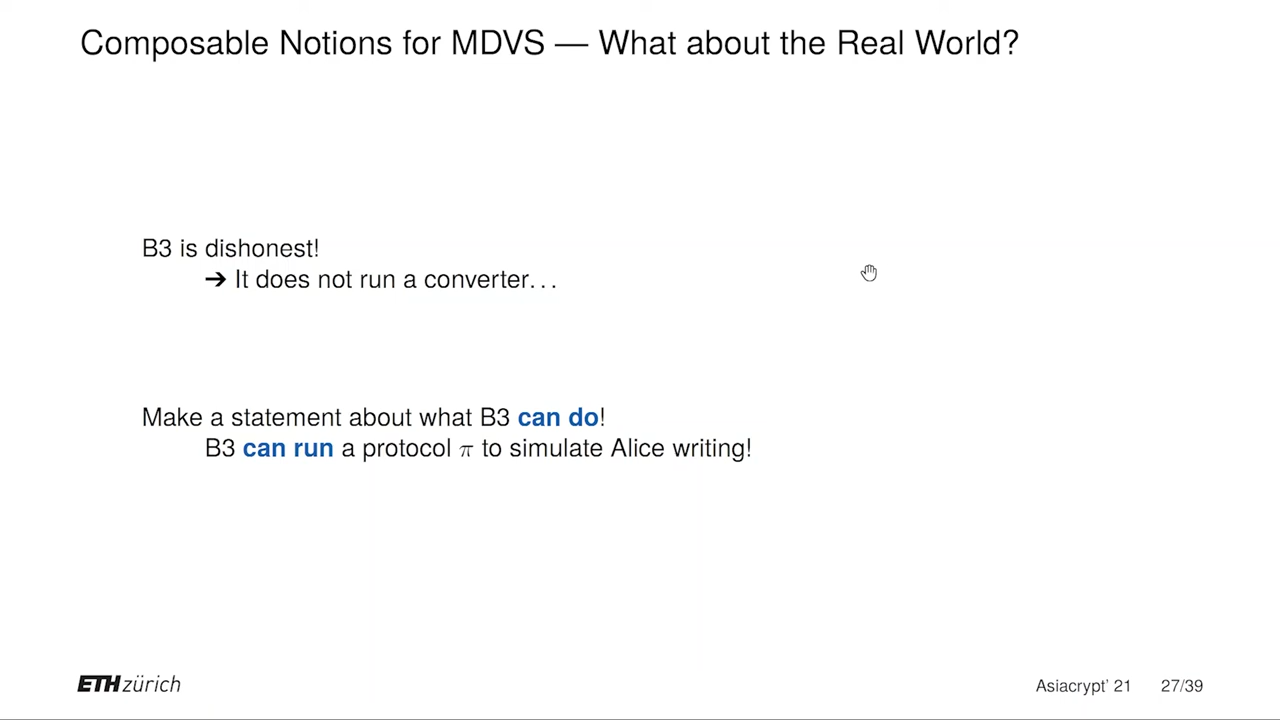 Composable Notions for MDVS — What about the Real World?
B3 is dishonest!
➔ It does not run a converter...
Make a statement about what B3 can do!
B3 can run a protocol π to simulate Alice writing!
ETH zürich
Asiacrypt' 21 27/39